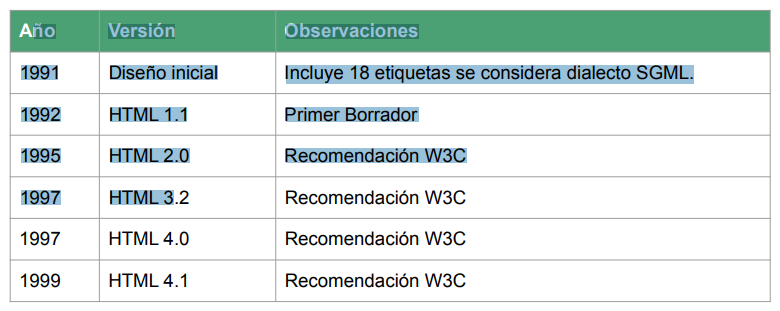 Año Versión Observaciones
1991 Diseño inicial Incluye 18 etiquetas se considera dialecto SGML.
1992 HTML 1.1 Primer Borrador
1995 HTML 2.0 Recomendación W3C
1997 HTML 3.2 Recomendación W3C
1997 HTML 4.0 Recomendación W3C
1999 HTML 4.1 Recomendación W3C